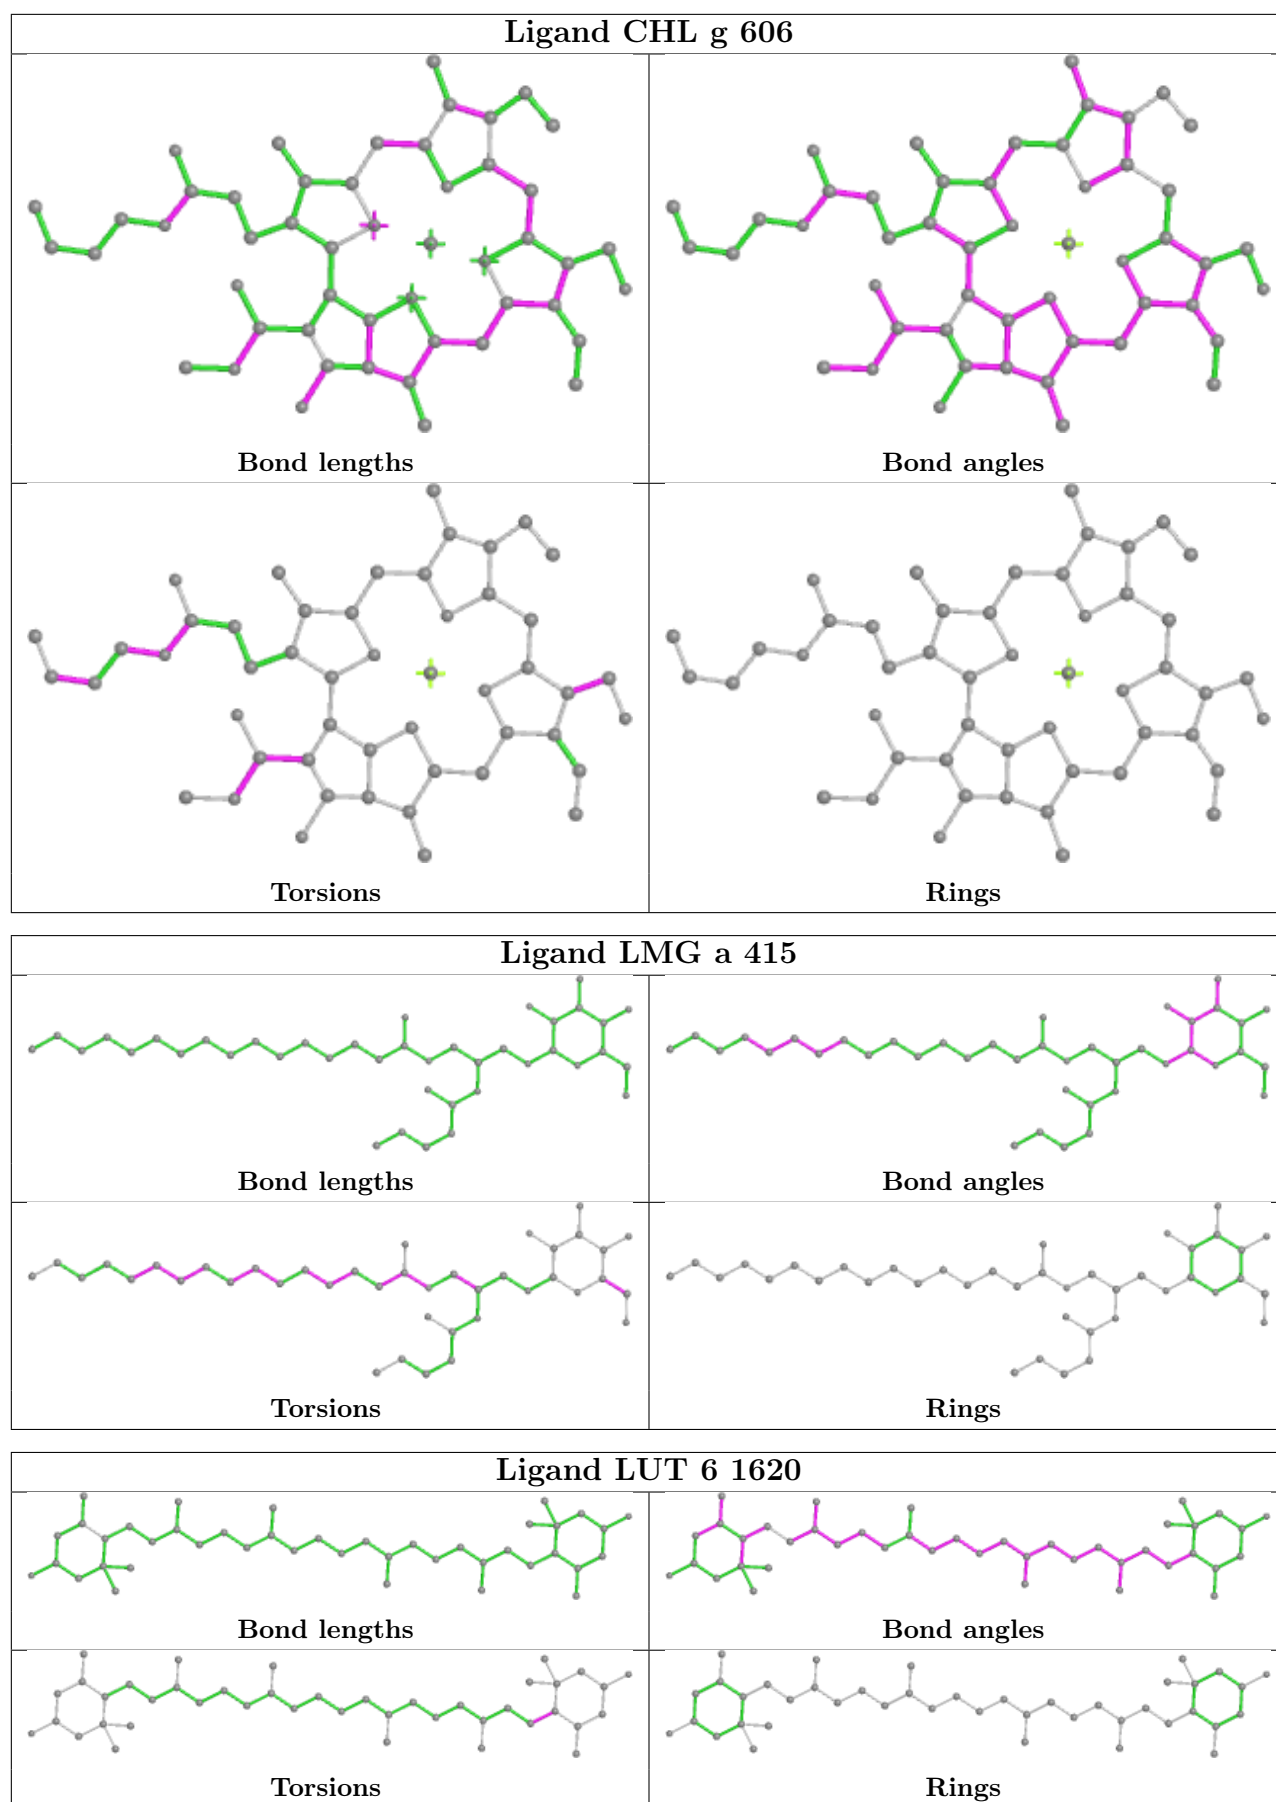 Ligand CHL g 606
Bond lengths
Bond angles
Torsions
Rings
Ligand LMG a 415
Bond lengths
Bond angles
Torsions
Rings
Ligand LUT 6 1620
Bond lengths
Bond angles
Torsions
Rings